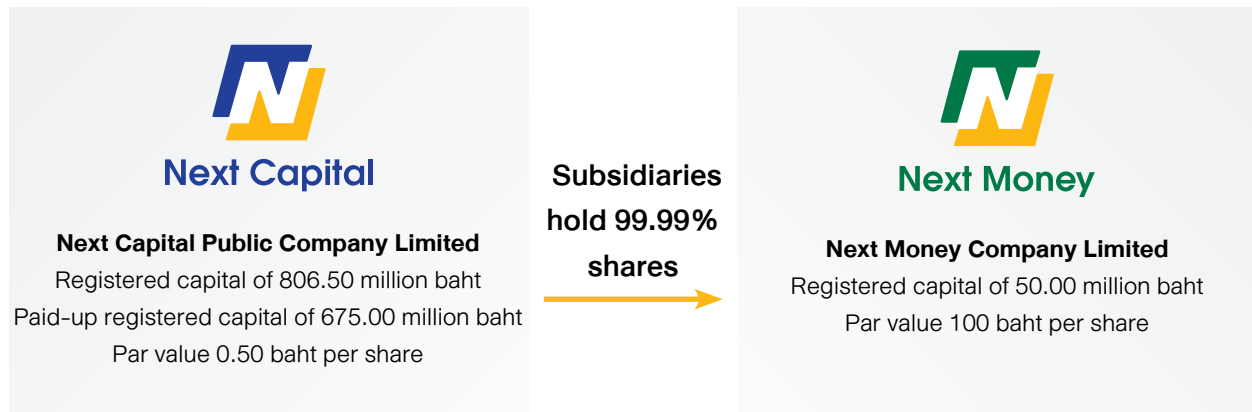 N
Next Capital
Next Capital Public Company Limited
Registered capital of 806.50 million baht
Paid-up registered capital of 675.00 million baht
Par value 0.50 baht per share
Subsidiaries
hold 99.99%
shares
N
Next Money
Next Money Company Limited
Registered capital of 50.00 million baht
Par value 100 baht per share